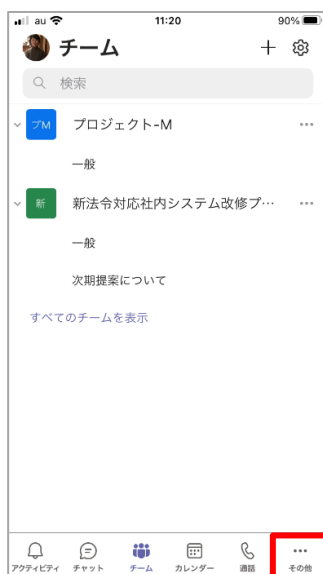 au 11:20 90%
チーム
検索
プM プロジェクト-M
一般
新 新法令対応社内システム改修プ…
一般
次期提案について
すべてのチームを表示
アクティビティ チャット チーム カレンダー 通話 その他